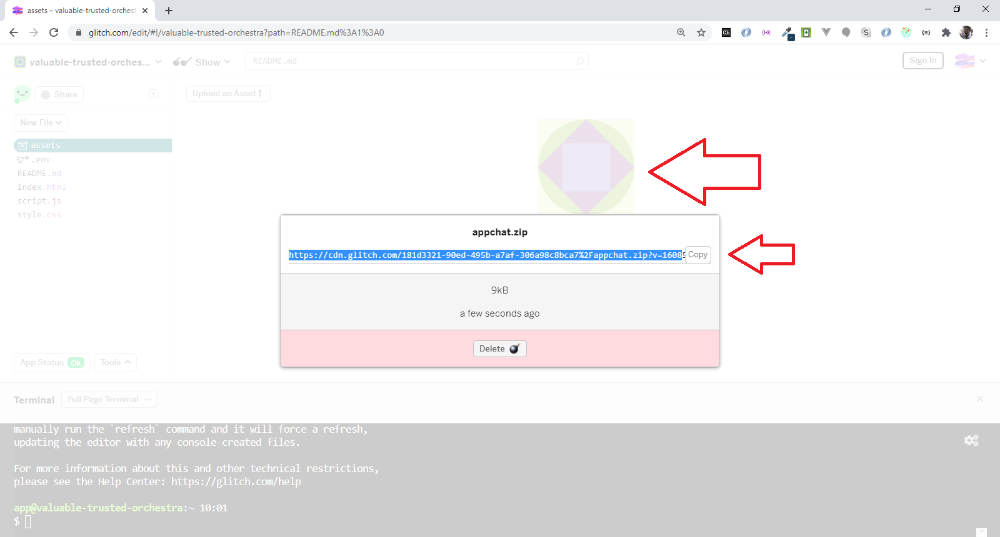 assets – valuable-trusted-orchest
glitch.com/edit/#!/valuable-trusted-orchestra?path=README.md%3A1%3A0
valuable-trusted-orches...
Show
README.md
Sign In
Share
Upload an Asset
New File
assets
.env
README.md
index.html
script.js
style.css
appchat.zip
https://cdn.glitch.com/181d3321-90ed-495b-a7af-306a98c8bca7%2Fappchat.zip?v=1608
Copy
9kB
a few seconds ago
Delete
App Status Ok
Tools
Terminal
Full Page Terminal →
manually run the `refresh` command and it will force a refresh,
updating the editor with any console-created files.
For more information about this and other technical restrictions,
please see the Help Center: https://glitch.com/help
app@valuable-trusted-orchestra:~ 10:01
$